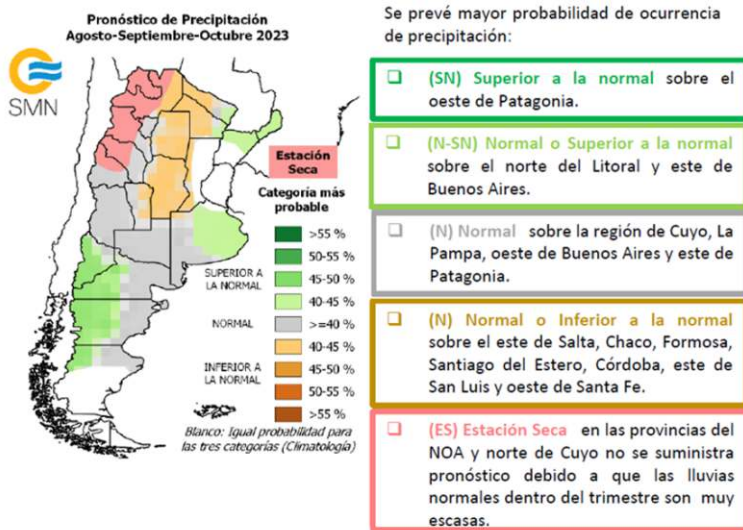 Pronóstico de Precipitación
Agosto-Septiembre-Octubre 2023
SMN
Estación
Seca
Categoría más
probable
>55 %
50-55 %
SUPERIOR A
LA NORMAL
45-50 %
40-45 %
NORMAL
>=40 %
40-45 %
INFERIOR A
LA NORMAL
45-50 %
50-55 %
>55 %
Blanco: Igual probabilidad para
las tres categorías (Climatología)
Se prevé mayor probabilidad de ocurrencia
de precipitación:
(SN) Superior a la normal sobre el
oeste de Patagonia.
(N-SN) Normal o Superior a la normal
sobre el norte del Litoral y este de
Buenos Aires.
(N) Normal sobre la región de Cuyo, La
Pampa, oeste de Buenos Aires y este de
Patagonia.
(N) Normal o Inferior a la normal
sobre el este de Salta, Chaco, Formosa,
Santiago del Estero, Córdoba, este de
San Luis y oeste de Santa Fe.
(ES) Estación Seca en las provincias del
NOA y norte de Cuyo no se suministra
pronóstico debido a que las lluvias
normales dentro del trimestre son muy
escasas.